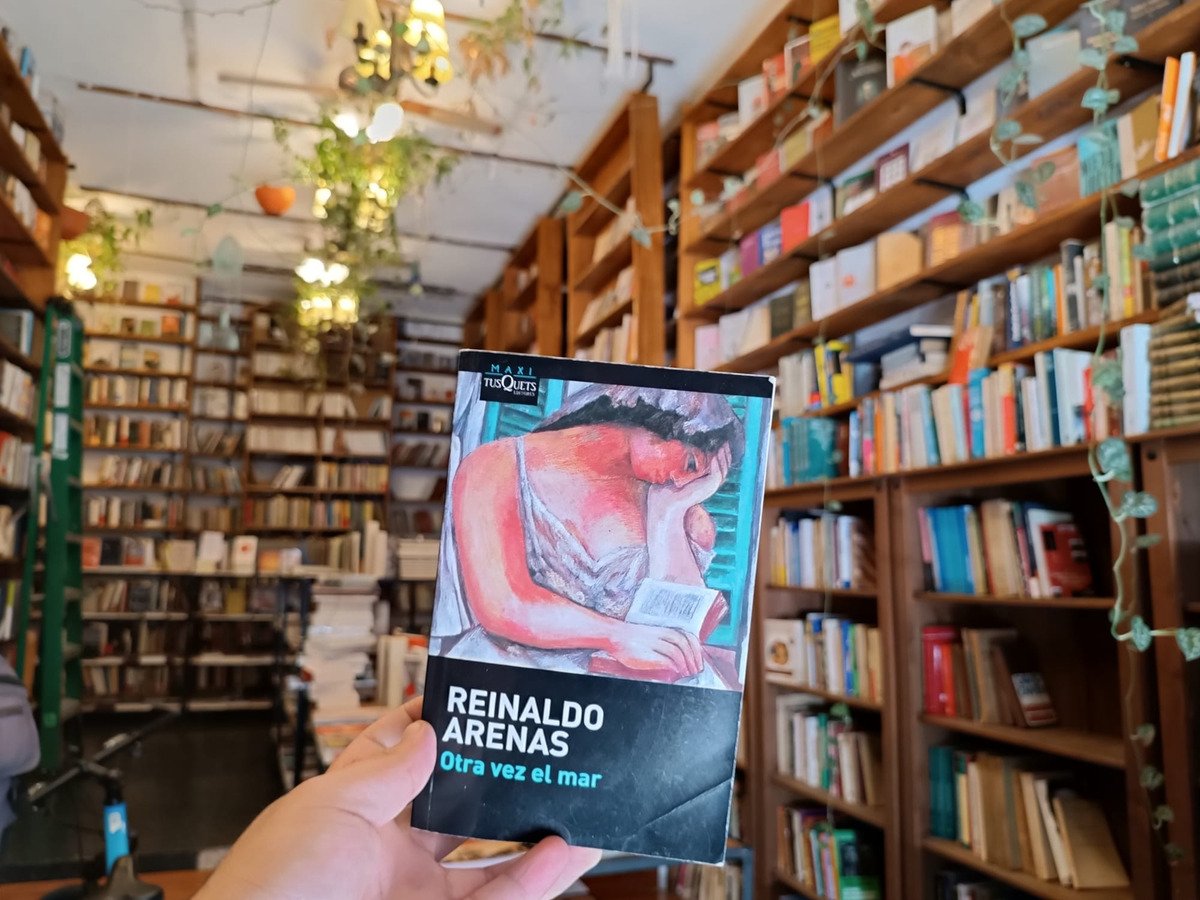 MAXI
TUSQUETS
EDITORES
REINALDO
ARENAS
Otra vez el mar